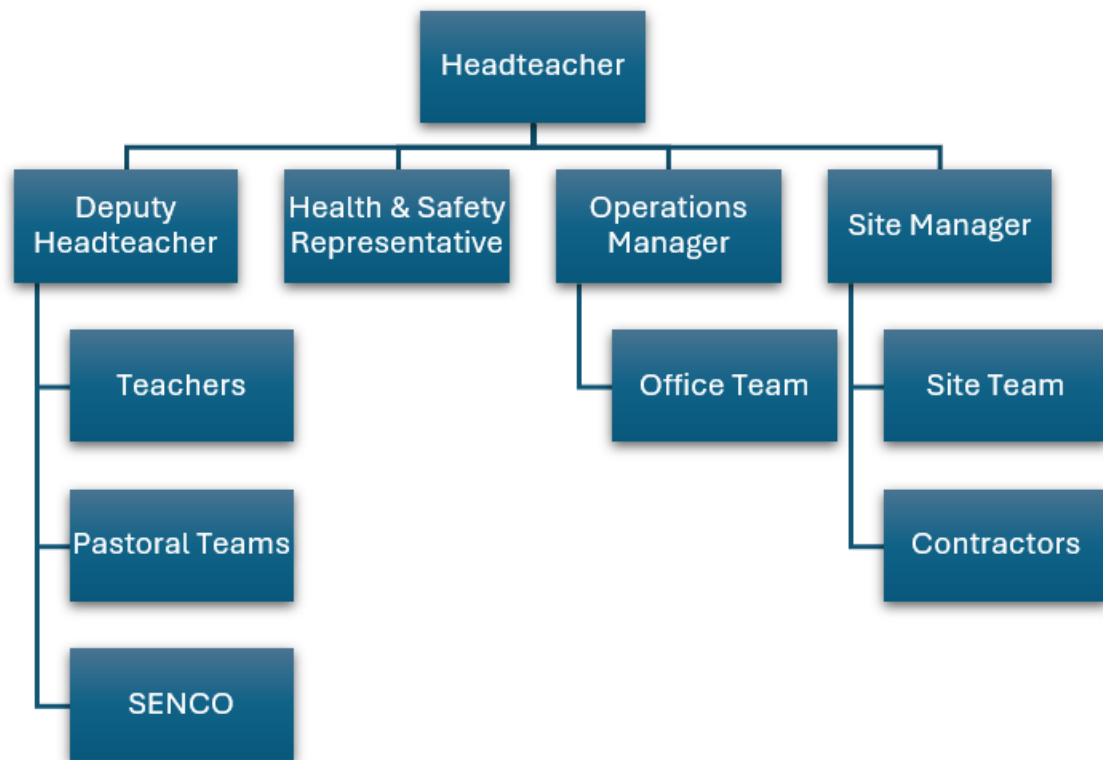 Headteacher
Deputy
Headteacher
Health & Safety
Representative
Operations
Manager
Site Manager
Teachers
Office Team
Site Team
Pastoral Teams
Contractors
SENCO